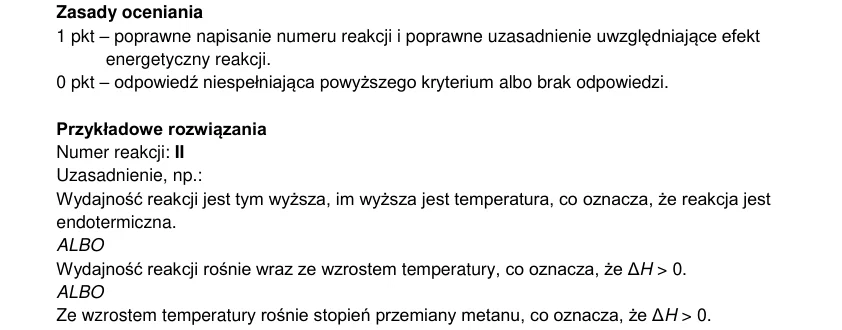 Zasady oceniania
1 pkt – poprawne napisanie numeru reakcji i poprawne uzasadnienie uwzględniające efekt
energetyczny reakcji.
0 pkt – odpowiedź niespełniająca powyższego kryterium albo brak odpowiedzi.
Przykładowe rozwiązania
Numer reakcji: II
Uzasadnienie, np.:
Wydajność reakcji jest tym wyższa, im wyższa jest temperatura, co oznacza, że reakcja jest
endotermiczna.
ALBO
Wydajność reakcji rośnie wraz ze wzrostem temperatury, co oznacza, że ΔH > 0.
ALBO
Ze wzrostem temperatury rośnie stopień przemiany metanu, co oznacza, że ΔH > 0.